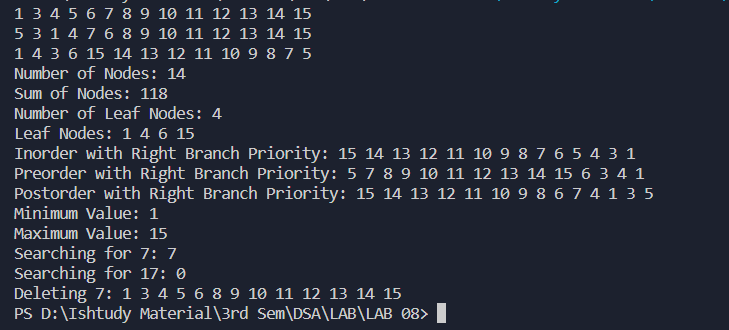 1 3 4 5 6 7 8 9 10 11 12 13 14 15
5 3 1 4 7 6 8 9 10 11 12 13 14 15
1 4 3 6 15 14 13 12 11 10 9 8 7 5
Number of Nodes: 14
Sum of Nodes: 118
Number of Leaf Nodes: 4
Leaf Nodes: 1 4 6 15
Inorder with Right Branch Priority: 15 14 13 12 11 10 9 8 7 6 5 4 3 1
Preorder with Right Branch Priority: 5 7 8 9 10 11 12 13 14 15 6 3 4 1
Postorder with Right Branch Priority: 15 14 13 12 11 10 9 8 6 7 4 1 3 5
Minimum Value: 1
Maximum Value: 15
Searching for 7: 7
Searching for 17: 0
Deleting 7: 1 3 4 5 6 8 9 10 11 12 13 14 15
PS D:\Ishtudy Material\3rd Sem\DSA\LAB\LAB 08>